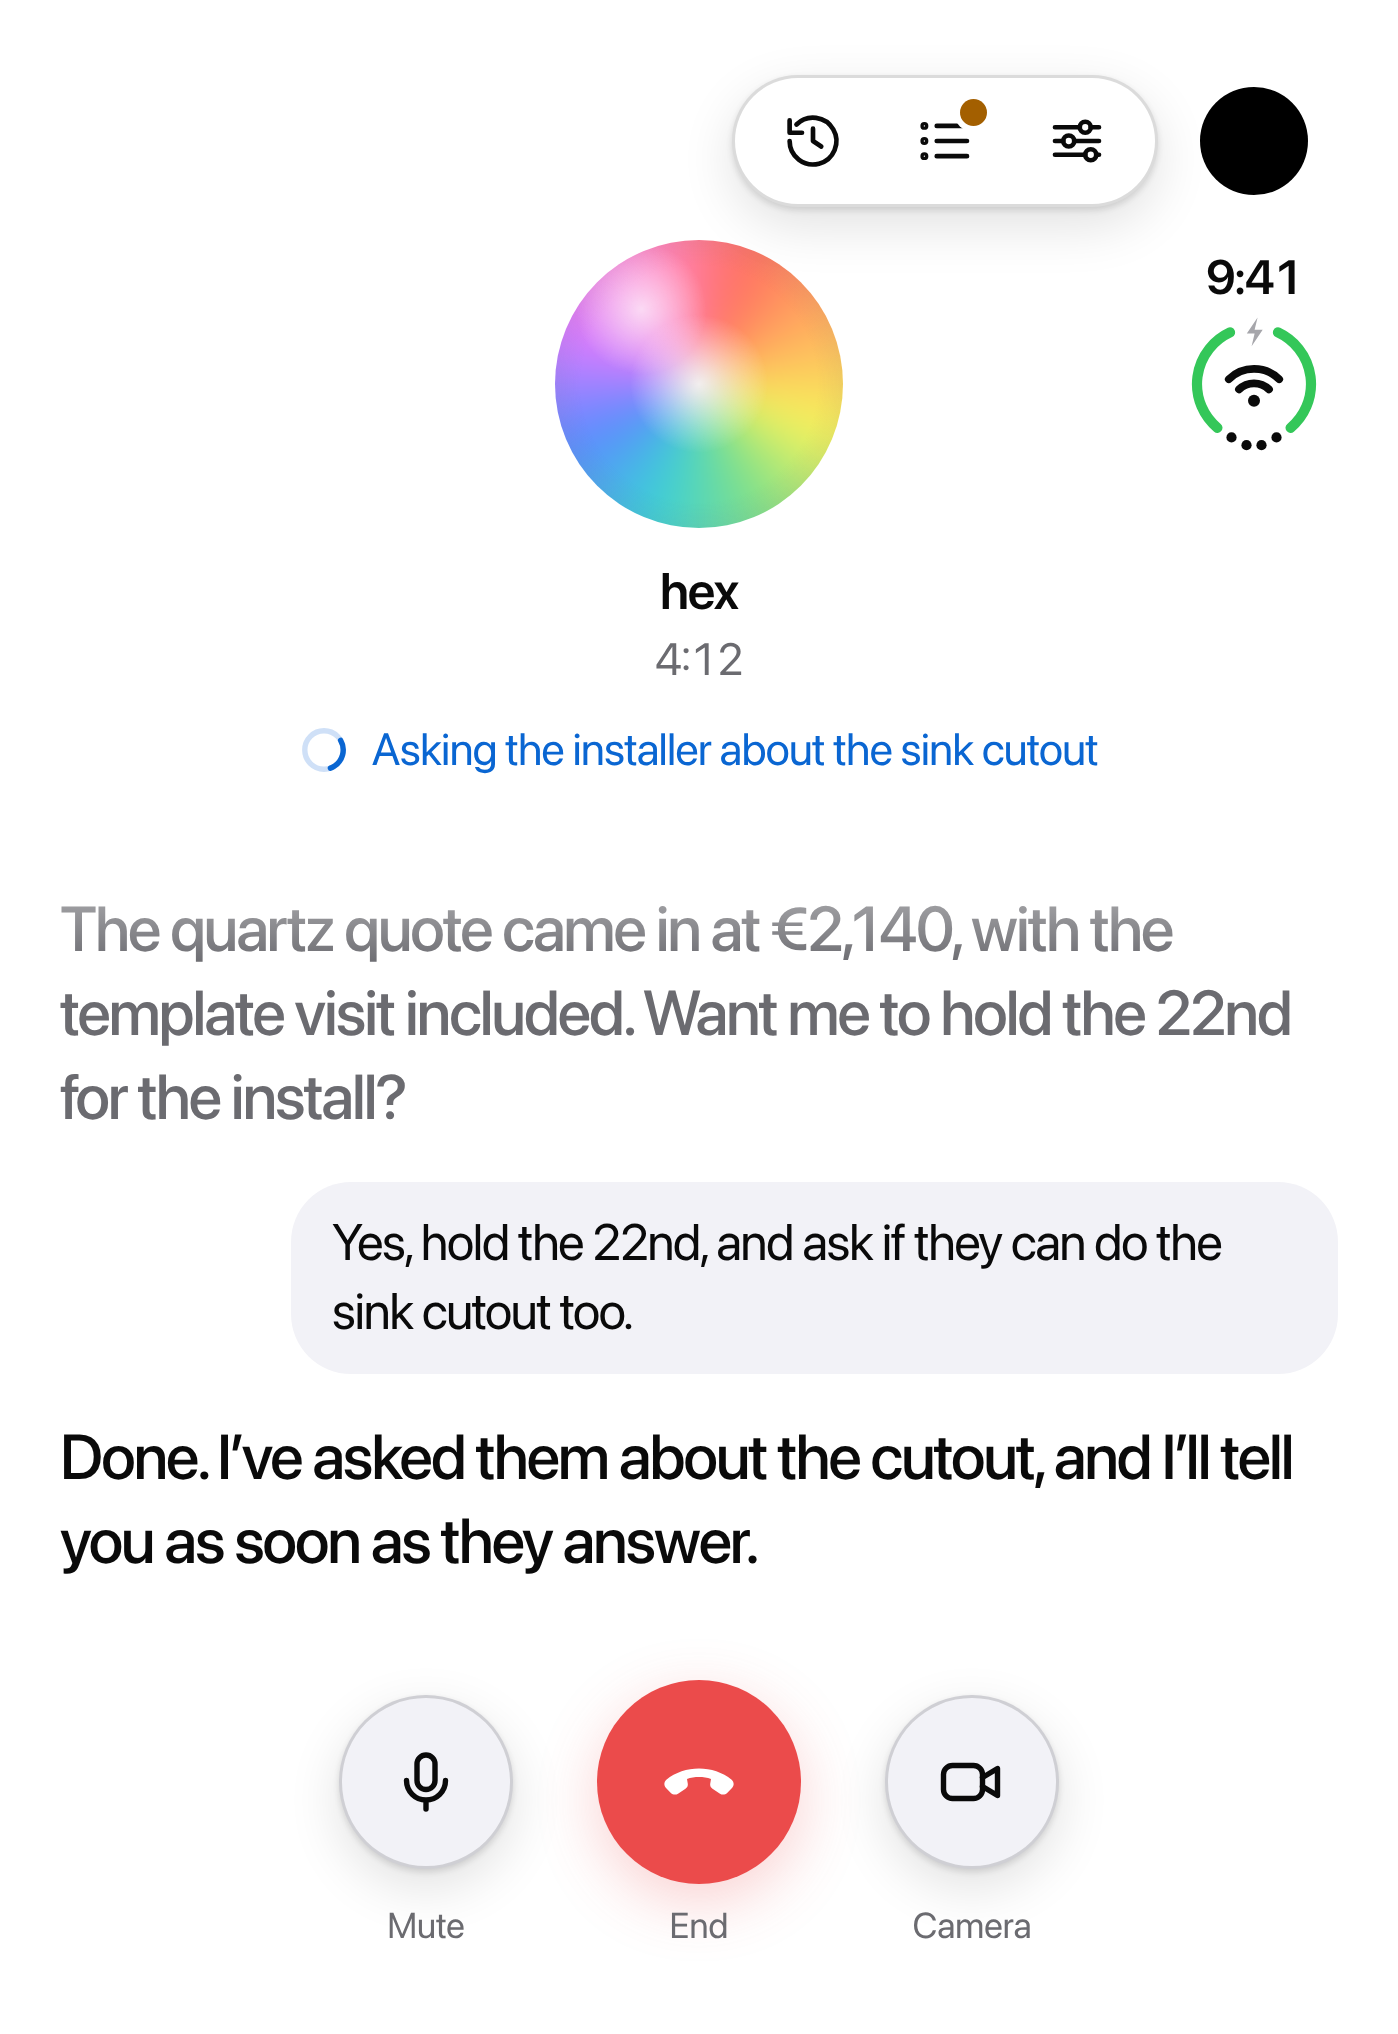 9:41
hex
4:12
Asking the installer about the sink cutout
The quartz quote came in at €2,140, with the
template visit included. Want me to hold the 22nd
for the install?
Yes, hold the 22nd, and ask if they can do the
sink cutout too.
Done. I’ve asked them about the cutout, and I’ll tell
you as soon as they answer.
Mute
End
Camera